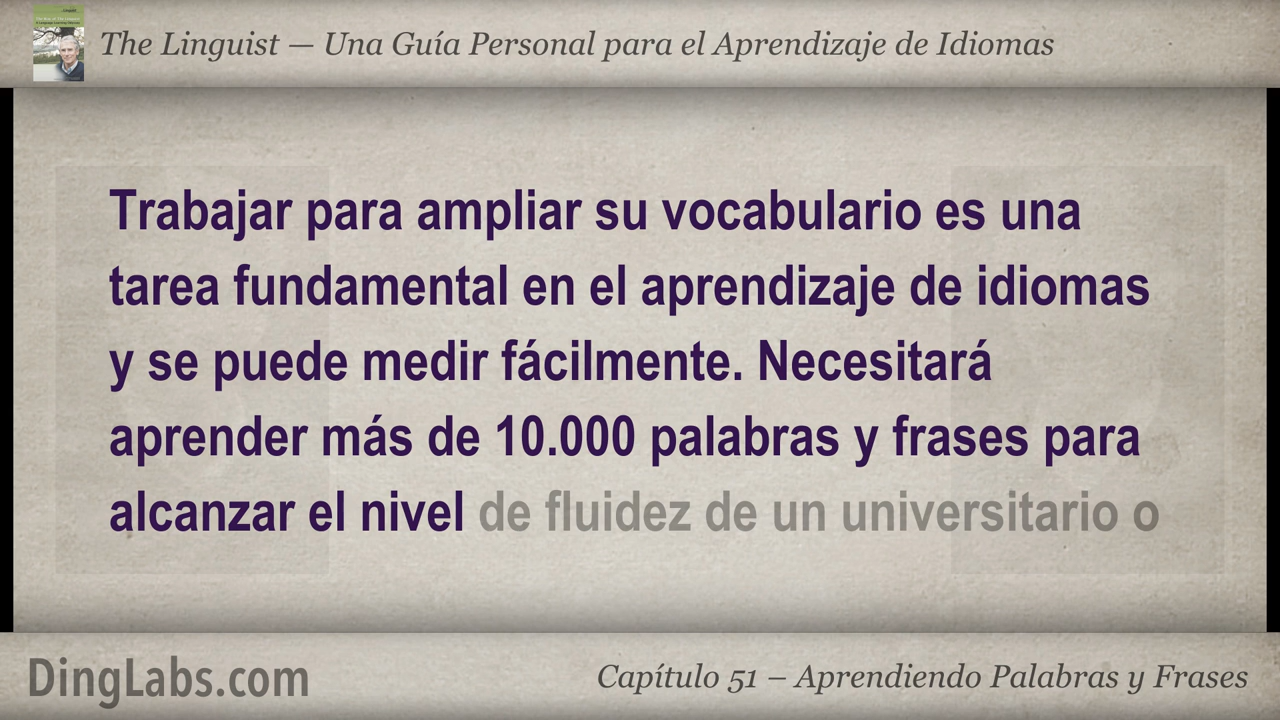 The Linguist — Una Guía Personal para el Aprendizaje de Idiomas
Trabajar para ampliar su vocabulario es una
tarea fundamental en el aprendizaje de idiomas
y se puede medir fácilmente. Necesitará
aprender más de 10.000 palabras y frases para
alcanzar el nivel de fluidez de un universitario o
DingLabs.com
Capítulo 51 – Aprendiendo Palabras y Frases